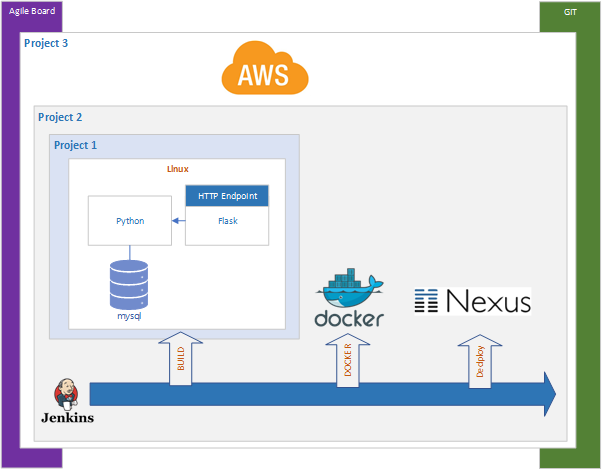 Agile Board
GIT
Project 3
AWS
Project 2
Project 1
Linux
HTTP Endpoint
Python
Flask
mysql
docker
Nexus
BUILD
DOCKER
Dedploy
Jenkins